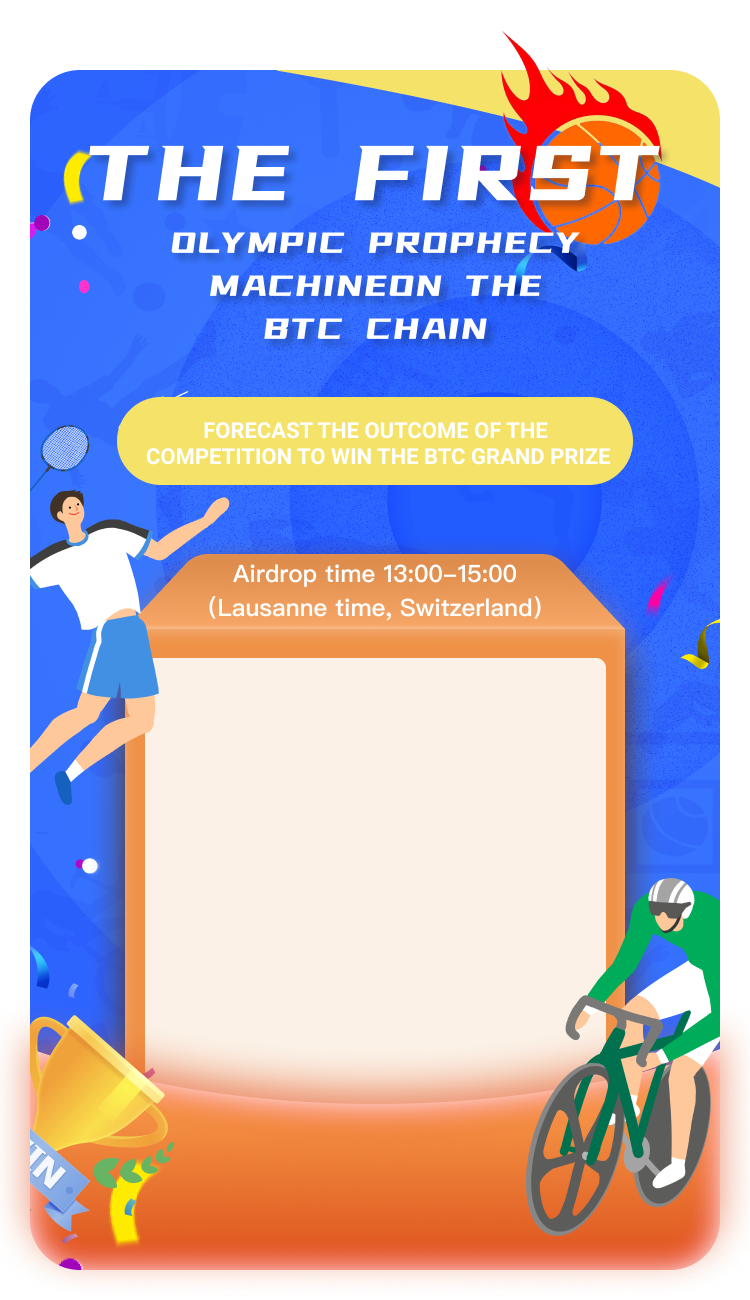 THE FIRST
OLYMPIC PROPHECY
MACHINEON THE
BTC CHAIN
FORECAST THE OUTCOME OF THE
COMPETITION TO WIN THE BTC GRAND PRIZE
Airdrop time 13:00–15:00
(Lausanne time, Switzerland)
WIN